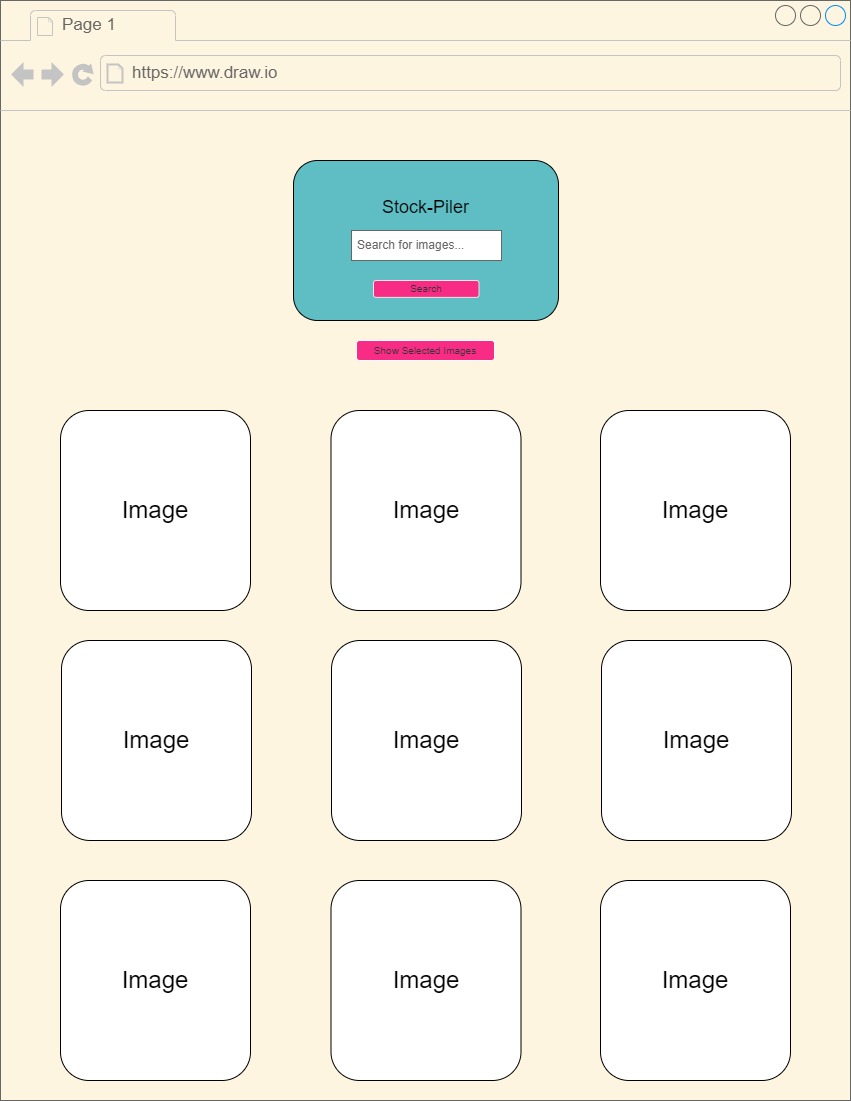 Page 1
https://www.draw.io
Stock-Piler
Search for images...
Search
Show Selected Images
Image
Image
Image
Image
Image
Image
Image
Image
Image